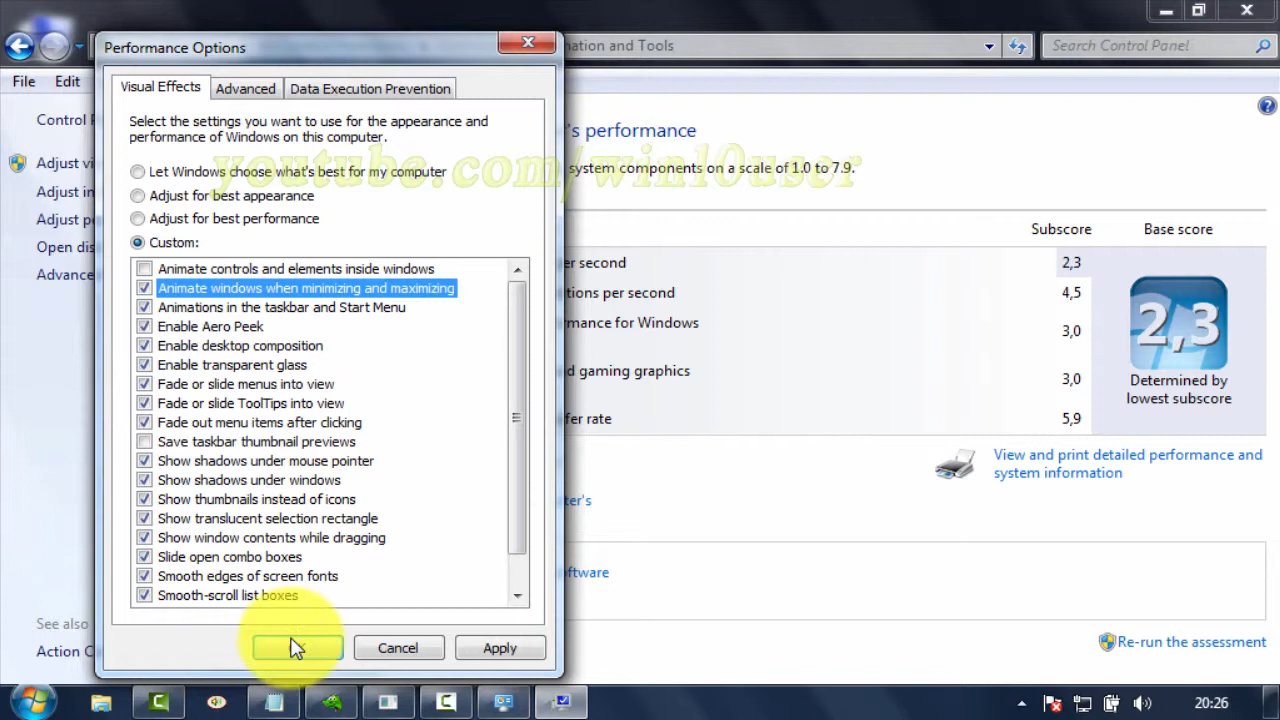 Performance Options
mation and Tools
Search Control Panel
File Edit
Visual Effects Advanced Data Execution Prevention
Select the settings you want to use for the appearance and
performance of Windows on this computer.
Let Windows choose what's best for my computer
Adjust for best appearance
Adjust for best performance
Custom:
Animate controls and elements inside windows
Animate windows when minimizing and maximizing
Animations in the taskbar and Start Menu
Enable Aero Peek
Enable desktop composition
Enable transparent glass
Fade or slide menus into view
Fade or slide ToolTips into view
Fade out menu items after clicking
Save taskbar thumbnail previews
Show shadows under mouse pointer
Show shadows under windows
Show thumbnails instead of icons
Show translucent selection rectangle
Show window contents while dragging
Slide open combo boxes
Smooth edges of screen fonts
Smooth-scroll list boxes
Cancel Apply
youtube.com/win10user
Control P
Adjust vi
Adjust in
Adjust po
Open dis
Advance
See also
Action C
's performance
system components on a scale of 1.0 to 7.9.
Subscore Base score
er second 2,3
tions per second 4,5
rmance for Windows 3,0
d gaming graphics 3,0
fer rate 5,9
2,3
Determined by
lowest subscore
View and print detailed performance and
system information
ter's
oftware
Re-run the assessment
20:26